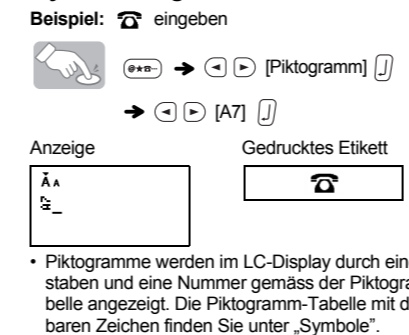 Beispiel: ☎ eingeben
[Piktogramm]
[A7]
Anzeige Gedrucktes Etikett
Å A
• Piktogramme werden im LC-Display durch ein
staben und eine Nummer gemäss der Piktogra
belle angezeigt. Die Piktogramm-Tabelle mit d
baren Zeichen finden Sie unter „Symbole”.